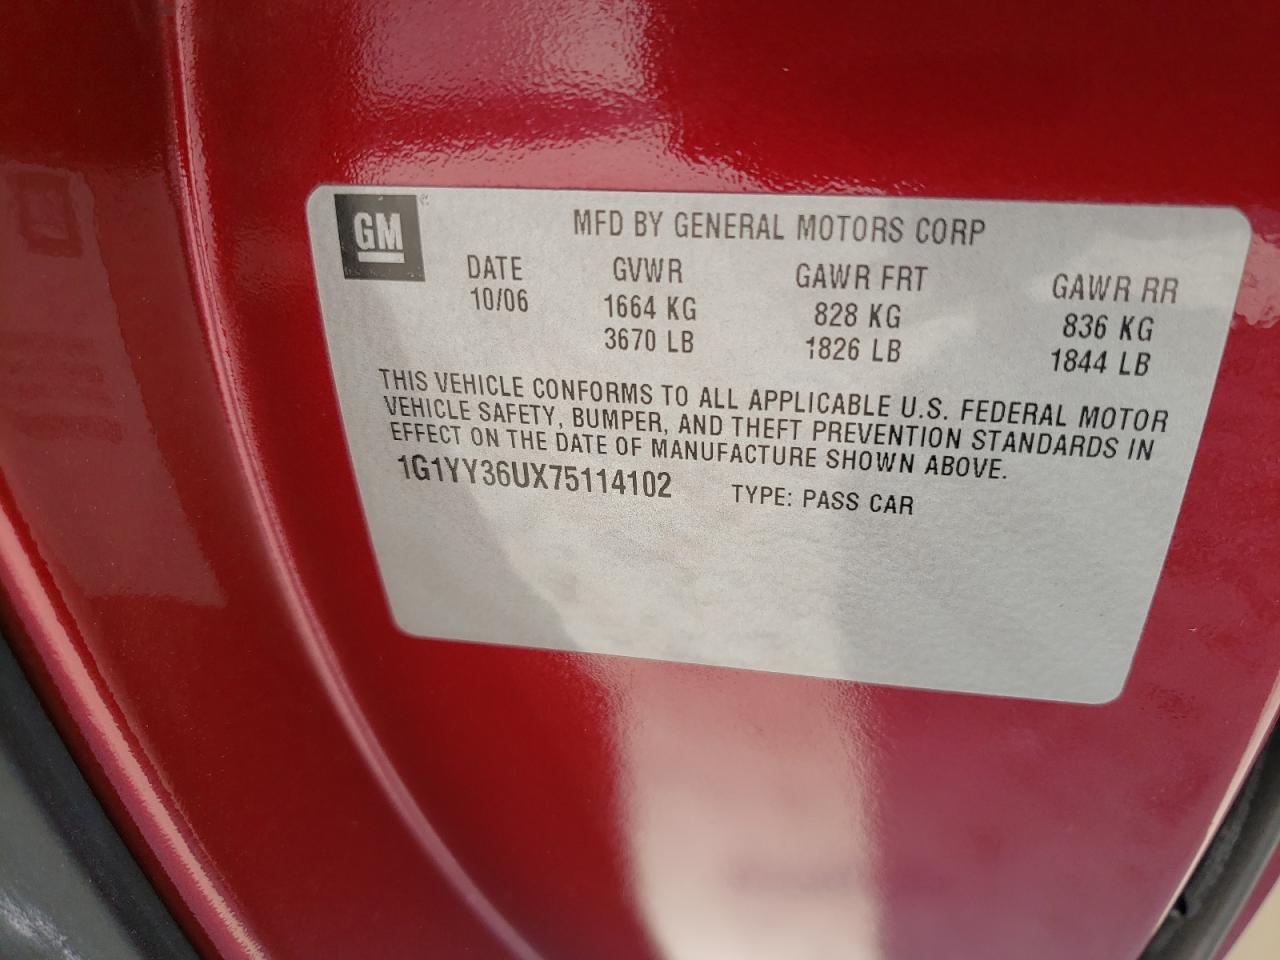 GM
MFD BY GENERAL MOTORS CORP
DATE GVWR GAWR FRT GAWR RR
10/06 1664 KG 828 KG 836 KG
3670 LB 1826 LB 1844 LB
THIS VEHICLE CONFORMS TO ALL APPLICABLE U.S. FEDERAL MOTOR
VEHICLE SAFETY, BUMPER, AND THEFT PREVENTION STANDARDS IN
EFFECT ON THE DATE OF MANUFACTURE SHOWN ABOVE.
1G1YY36UX75114102 TYPE: PASS CAR